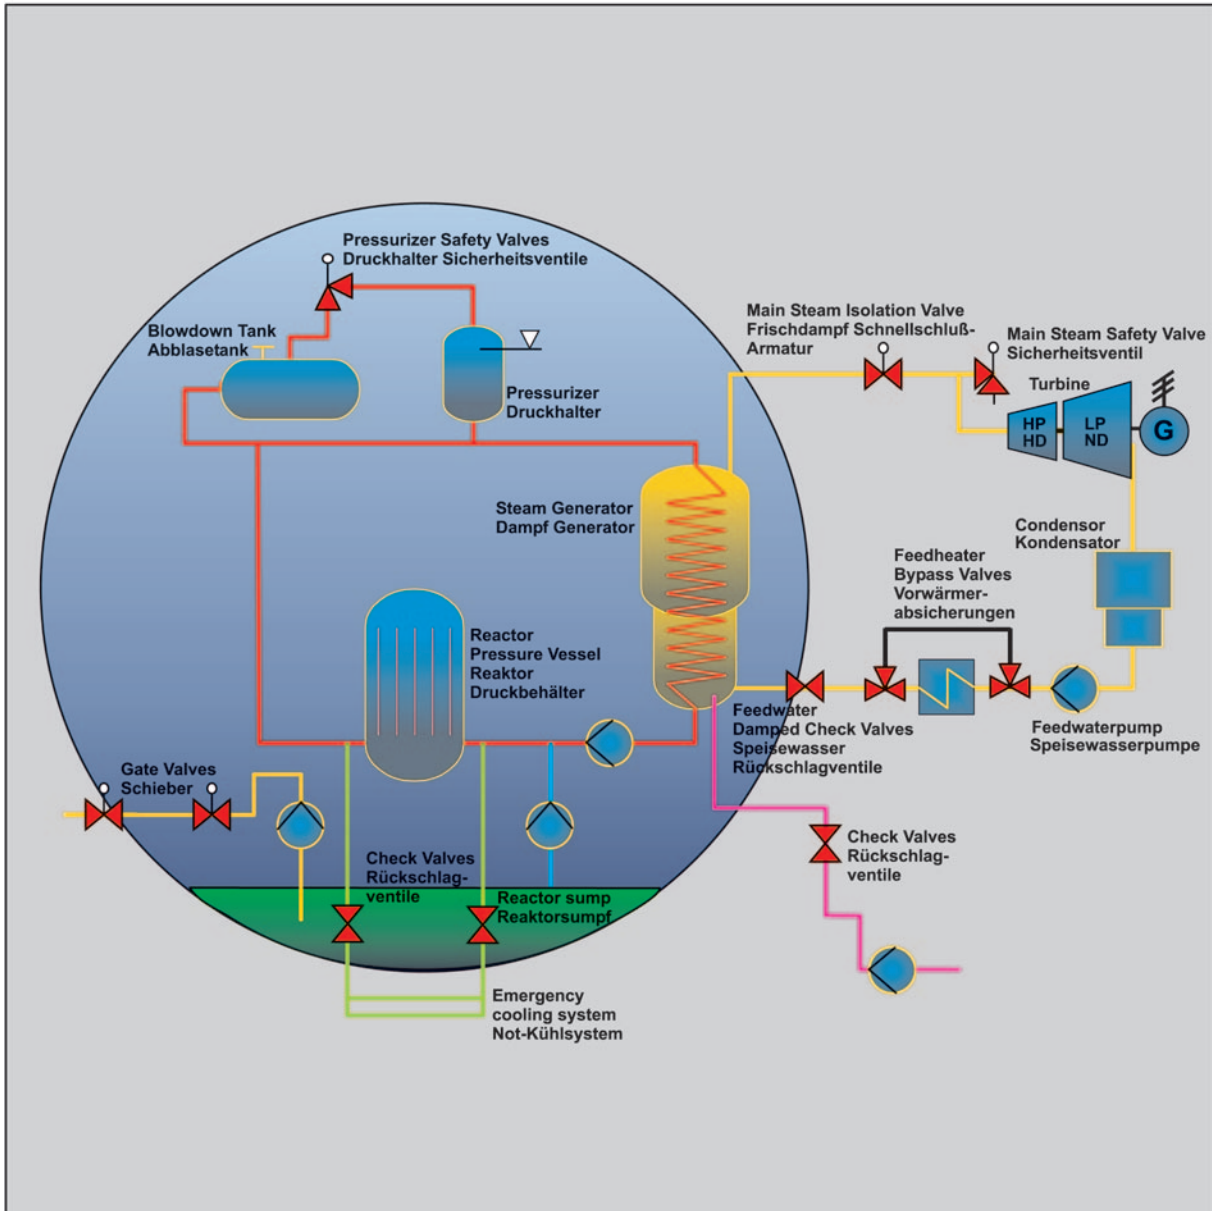 Pressurizer Safety Valves
Druckhalter Sicherheitsventile
Blowdown Tank
Abblasetank
Pressurizer
Druckhalter
Main Steam Isolation Valve
Frischdampf Schnellschluß-
Armatur
Main Steam Safety Valve
Sicherheitsventil
Turbine
HP
HD
LP
ND
G
Steam Generator
Dampf Generator
Condensor
Kondensator
Feedheater
Bypass Valves
Vorwärmer-
absicherungen
Reactor
Pressure Vessel
Reaktor
Druckbehälter
Feedwater
Damped Check Valves
Speisewasser
Rückschlagventile
Feedwaterpump
Speisewasserpumpe
Gate Valves
Schieber
Check Valves
Rückschlag-
ventile
Reactor sump
Reaktorsumpf
Check Valves
Rückschlag-
ventile
Emergency
cooling system
Not-Kühlsystem